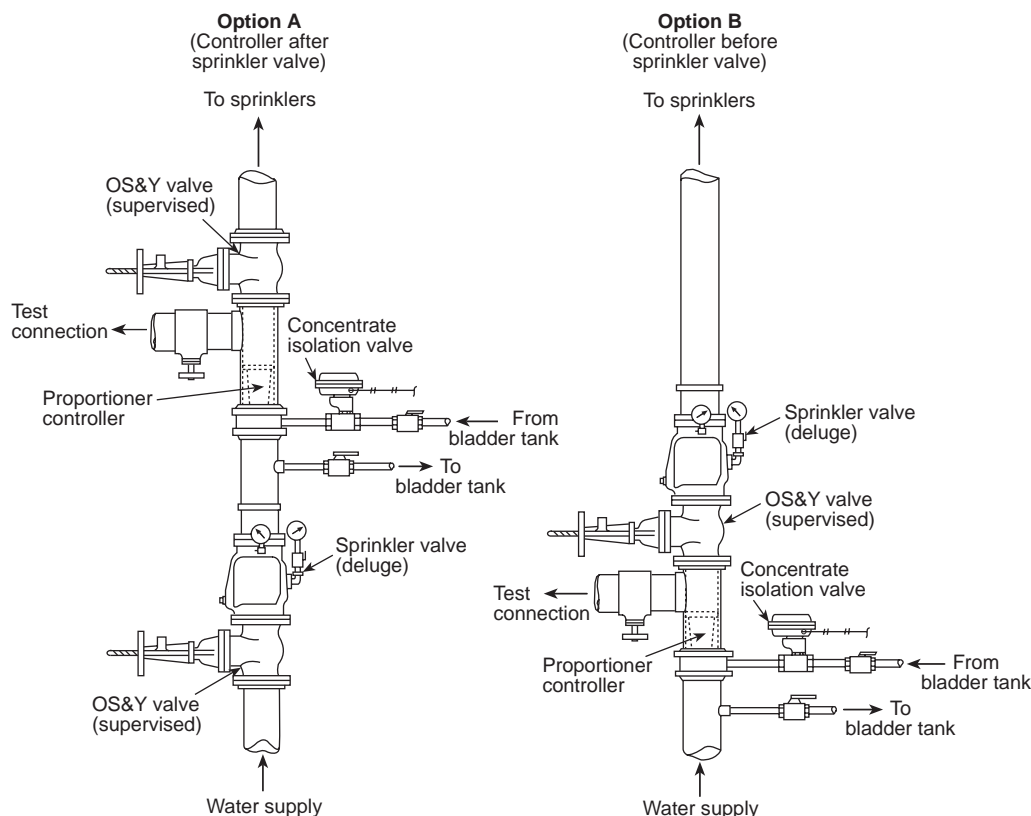 Option A
(Controller after
sprinkler valve)
To sprinklers
OS&Y valve
(supervised)
Test
connection
Concentrate
isolation valve
Proportioner
controller
From
bladder tank
To
bladder tank
Sprinkler valve
(deluge)
OS&Y valve
(supervised)
Water supply
Option B
(Controller before
sprinkler valve)
To sprinklers
Sprinkler valve
(deluge)
OS&Y valve
(supervised)
Test
connection
Concentrate
isolation valve
Proportioner
controller
From
bladder tank
To
bladder tank
Water supply